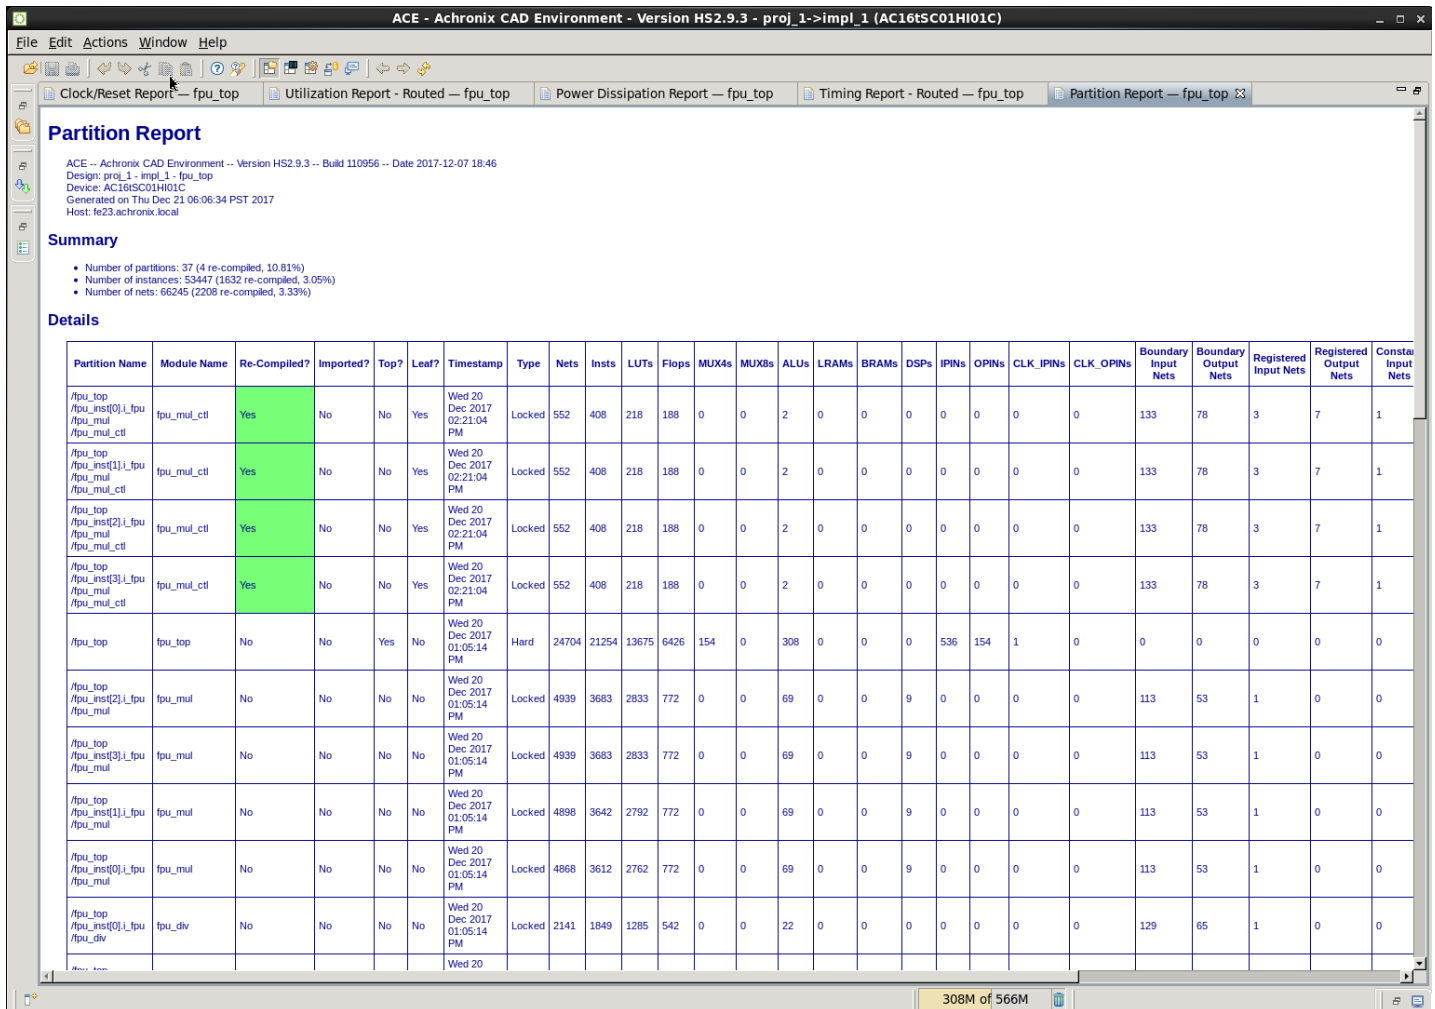 ACE - Achronix CAD Environment - Version HS2.9.3 - proj_1->impl_1 (AC16tSC01HI01C)
File Edit Actions Window Help
Clock/Reset Report — fpu_top Utilization Report - Routed — fpu_top Power Dissipation Report — fpu_top Timing Report - Routed — fpu_top Partition Report — fpu_top
Partition Report
ACE -- Achronix CAD Environment -- Version HS2.9.3 -- Build 110956 -- Date 2017-12-07 18:46
Design: proj_1 - impl_1 - fpu_top
Device: AC16tSC01HI01C
Generated on Thu Dec 21 06:06:34 PST 2017
Host: fe23.achronix.local
Summary
• Number of partitions: 37 (4 re-compiled, 10.81%)
• Number of instances: 53447 (1632 re-compiled, 3.05%)
• Number of nets: 66245 (2208 re-compiled, 3.33%)
Details
Partition Name Module Name Re-Compiled? Imported? Top? Leaf? Timestamp Type Nets Insts LUTs Flops MUX4s MUX8s ALUs LRAMs BRAMs DSPs IPINs OPINs CLK_IPINs CLK_OPINs Boundary Input Nets Boundary Output Nets Registered Input Nets Registered Output Nets Constan Input Nets
/fpu_top /fpu_inst[0].i_fpu /fpu_mul /fpu_mul_ctl fpu_mul_ctl Yes No No Yes Wed 20 Dec 2017 02:21:04 PM Locked 552 408 218 188 0 0 2 0 0 0 0 0 0 0 133 78 3 7 1
/fpu_top /fpu_inst[1].i_fpu /fpu_mul /fpu_mul_ctl fpu_mul_ctl Yes No No Yes Wed 20 Dec 2017 02:21:04 PM Locked 552 408 218 188 0 0 2 0 0 0 0 0 0 0 133 78 3 7 1
/fpu_top /fpu_inst[2].i_fpu /fpu_mul /fpu_mul_ctl fpu_mul_ctl Yes No No Yes Wed 20 Dec 2017 02:21:04 PM Locked 552 408 218 188 0 0 2 0 0 0 0 0 0 0 133 78 3 7 1
/fpu_top /fpu_inst[3].i_fpu /fpu_mul /fpu_mul_ctl fpu_mul_ctl Yes No No Yes Wed 20 Dec 2017 02:21:04 PM Locked 552 408 218 188 0 0 2 0 0 0 0 0 0 0 133 78 3 7 1
/fpu_top fpu_top No No Yes No Wed 20 Dec 2017 01:05:14 PM Hard 24704 21254 13675 6426 154 0 308 0 0 0 536 154 1 0 0 0 0 0 0
/fpu_top /fpu_inst[2].i_fpu /fpu_mul fpu_mul No No No No Wed 20 Dec 2017 01:05:14 PM Locked 4939 3683 2833 772 0 0 69 0 0 9 0 0 0 0 113 53 1 0 0
/fpu_top /fpu_inst[3].i_fpu /fpu_mul fpu_mul No No No No Wed 20 Dec 2017 01:05:14 PM Locked 4939 3683 2833 772 0 0 69 0 0 9 0 0 0 0 113 53 1 0 0
/fpu_top /fpu_inst[1].i_fpu /fpu_mul fpu_mul No No No No Wed 20 Dec 2017 01:05:14 PM Locked 4898 3642 2792 772 0 0 69 0 0 9 0 0 0 0 113 53 1 0 0
/fpu_top /fpu_inst[0].i_fpu /fpu_mul fpu_mul No No No No Wed 20 Dec 2017 01:05:14 PM Locked 4868 3612 2762 772 0 0 69 0 0 9 0 0 0 0 113 53 1 0 0
/fpu_top /fpu_inst[0].i_fpu /fpu_div fpu_div No No No No Wed 20 Dec 2017 01:05:14 PM Locked 2141 1849 1285 542 0 0 22 0 0 0 0 0 0 0 129 65 1 0 0
Wed 20
308M of 566M